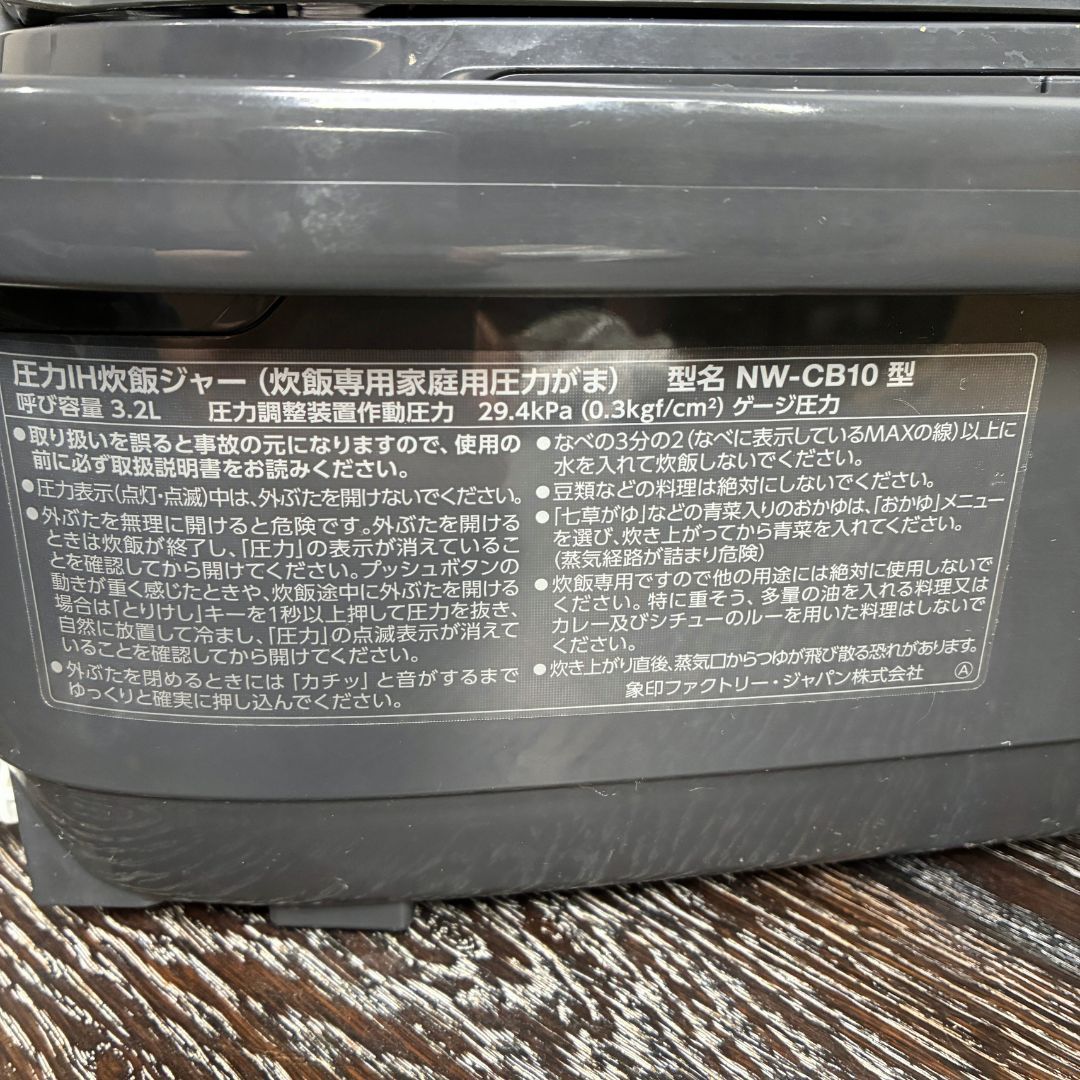 圧力IH炊飯ジャー（炊飯専用家庭用圧力がま） 型名 NW-CB10 型
呼び容量 3.2L 圧力調整装置作動圧力 29.4kPa (0.3kgf/cm²) ゲージ圧力
●取り扱いを誤ると事故の元になりますので、使用の
前に必ず取扱説明書をお読みください。
●圧力表示(点灯・点滅)中は、外ぶたを開けないでください。
●外ぶたを無理に開けると危険です。外ぶたを開ける
ときは炊飯が終了し、「圧力」の表示が消えているこ
とを確認してから開けてください。プッシュボタンの
動きが重く感じたときや、炊飯途中に外ぶたを開ける
場合は「とりけし」キーを1秒以上押して圧力を抜き、
自然に放置して冷まし、「圧力」の点滅表示が消えて
いることを確認してから開けてください。
●外ぶたを閉めるときには「カチッ」と音がするまで
ゆっくりと確実に押し込んでください。
●なべの3分の2(なべに表示しているMAXの線)以上に
水を入れて炊飯しないでください。
●豆類などの料理は絶対にしないでください。
●「七草がゆ」などの青菜入りのおかゆは、「おかゆ」メニュー
を選び、炊き上がってから青菜を入れてください。
(蒸気経路が詰まり危険)
●炊飯専用ですので他の用途には絶対に使用しないで
ください。特に重そう、多量の油を入れる料理又は
カレー及びシチューのルーを用いた料理はしないで
ください。
●炊き上がり直後、蒸気口からつゆが飛び散る恐れがあります。
象印ファクトリー・ジャパン株式会社 Ⓐ